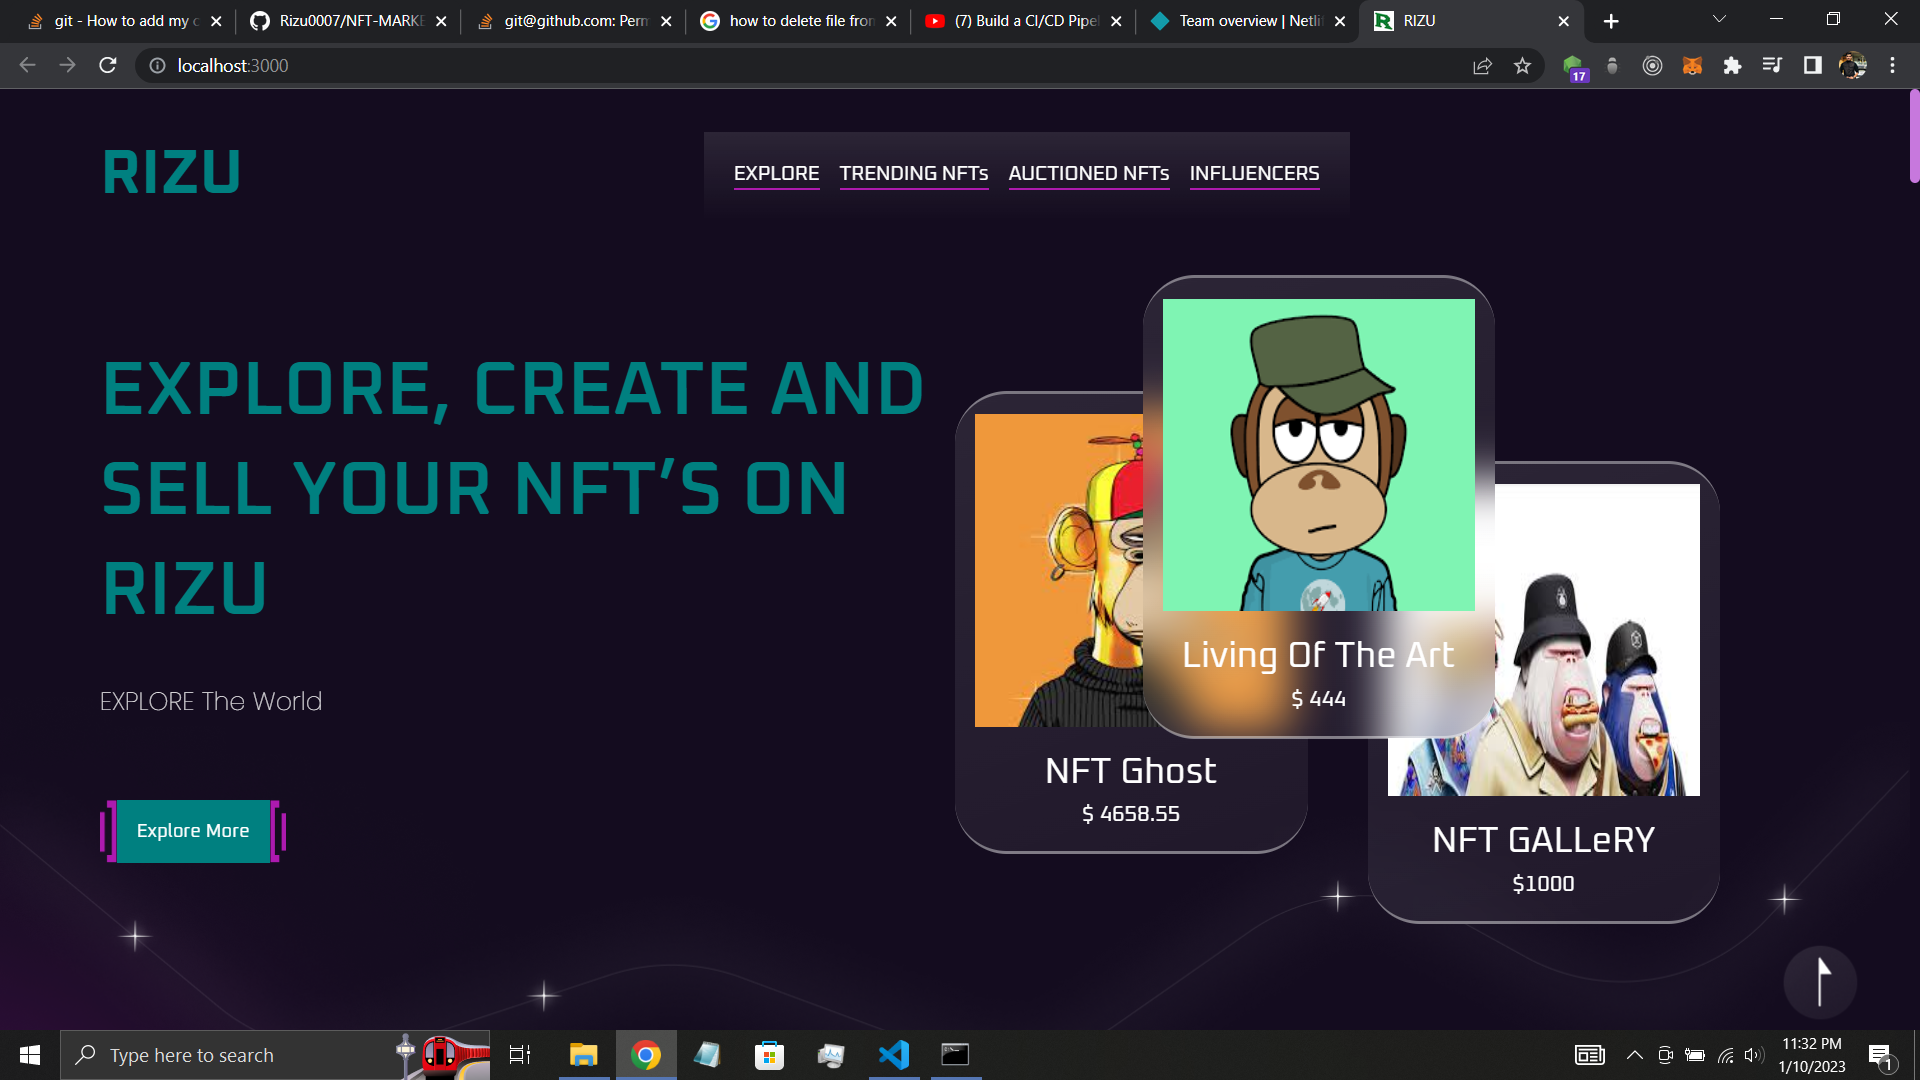 git - How to add my c
Rizu0007/NFT-MARKE
git@github.com: Perm
how to delete file from
(7) Build a CI/CD Pipel
Team overview | Netlif
RIZU
localhost:3000
17
RIZU
EXPLORE TRENDING NFTs AUCTIONED NFTs INFLUENCERS
EXPLORE, CREATE AND
SELL YOUR NFT’S ON
RIZU
EXPLORE The World
Explore More
Living Of The Art
$ 444
NFT Ghost
$ 4658.55
NFT GALLeRY
$1000
Type here to search
11:32 PM
1/10/2023
1